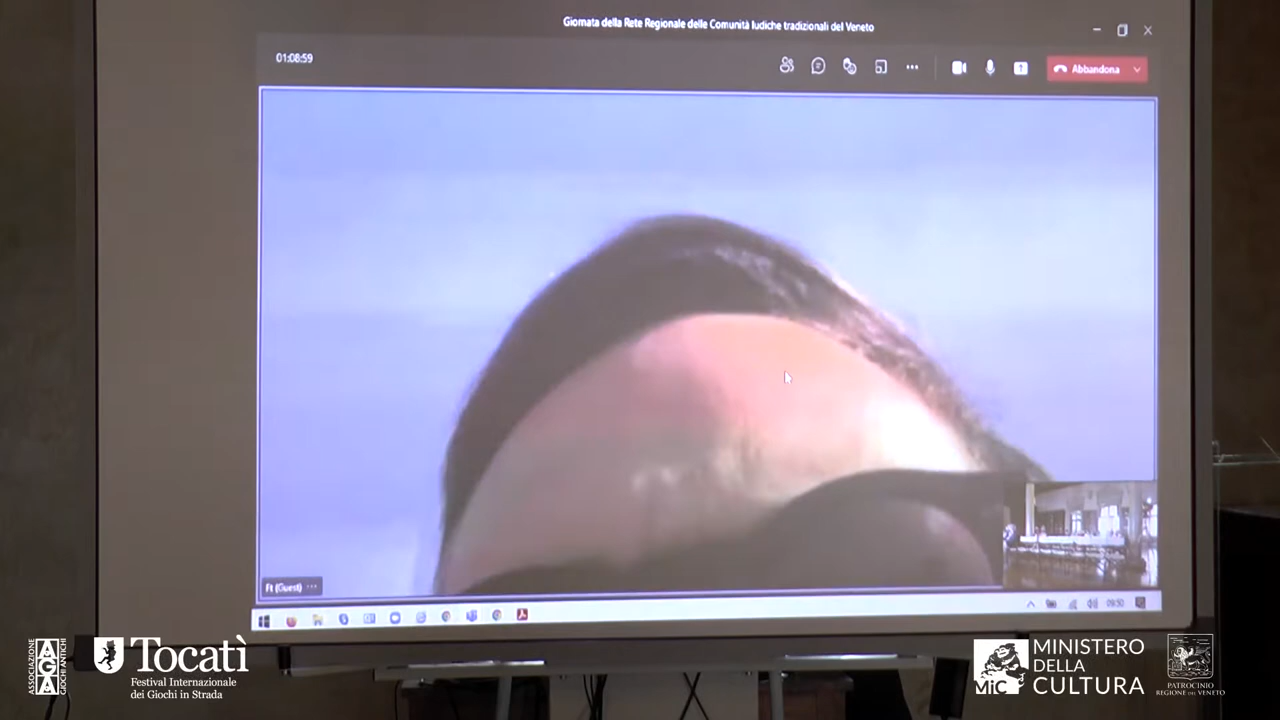 Giornata della Rete Regionale delle Comunità ludiche tradizionali del Veneto
01:08:59
Abbandona
Ft (Guest)
09:50
ASSOCIAZIONE
AGA
GIOCHI ANTICHI
Tocatì
Festival Internazionale
dei Giochi in Strada
MiC
MINISTERO
DELLA
CULTURA
PATROCINIO
REGIONE DEL VENETO